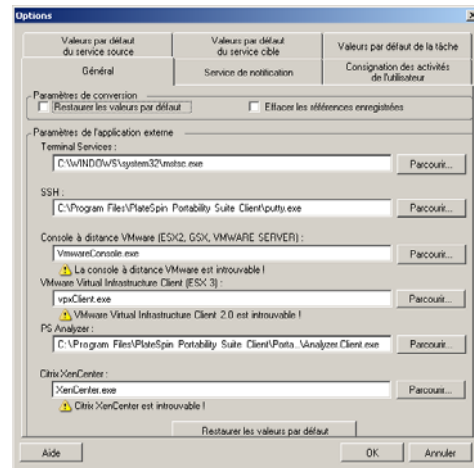 Options
Valeurs par défaut
du service source
Valeurs par défaut
du service cible
Valeurs par défaut de la tâche
Général
Service de notification
Consignation des activités
de l'utilisateur
Paramètres de conversion
Restaurer les valeurs par défaut
Effacer les références enregistrées
Paramètres de l'application externe
Terminal Services :
C:\WINDOWS\system32\mstsc.exe
Parcourir...
SSH :
C:\Program Files\PlateSpin Portability Suite Client\putty.exe
Parcourir...
Console à distance VMware (ESX2, GSX, VMWARE SERVER) :
VmwareConsole.exe
Parcourir...
La console à distance VMware est introuvable !
VMware Virtual Infrastructure Client (ESX 3) :
vpxClient.exe
Parcourir...
VMware Virtual Infrastructure Client 2.0 est introuvable !
PS Analyzer :
C:\Program Files\PlateSpin Portability Suite Client\Porta...\Analyzer.Client.exe
Parcourir...
Citrix XenCenter :
XenCenter.exe
Parcourir...
Citrix XenCenter est introuvable !
Restaurer les valeurs par défaut
Aide
OK
Annuler